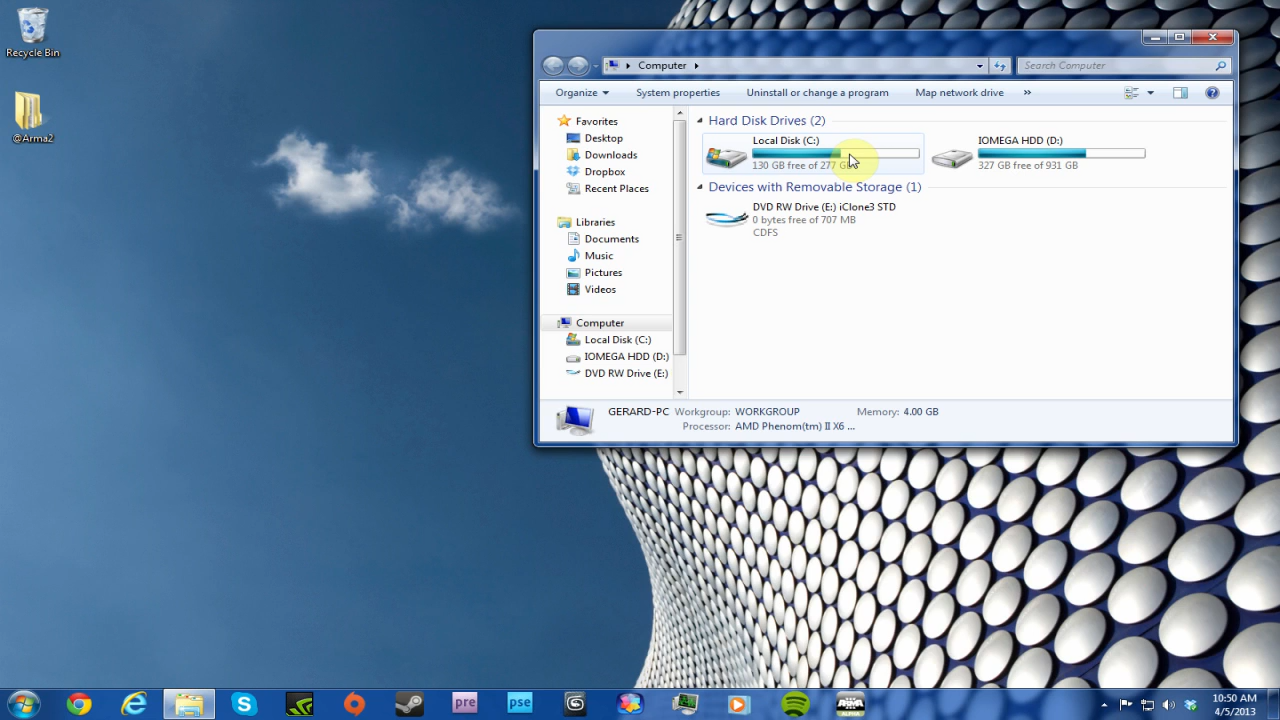 Recycle Bin
@Arma2
Computer
Search Computer
Organize
System properties
Uninstall or change a program
Map network drive
»
Favorites
Desktop
Downloads
Dropbox
Recent Places
Libraries
Documents
Music
Pictures
Videos
Computer
Local Disk (C:)
IOMEGA HDD (D:)
DVD RW Drive (E:)
Hard Disk Drives (2)
Local Disk (C:)
130 GB free of 277 GB
IOMEGA HDD (D:)
327 GB free of 931 GB
Devices with Removable Storage (1)
DVD RW Drive (E:) iClone3 STD
0 bytes free of 707 MB
CDFS
GERARD-PC Workgroup: WORKGROUP Memory: 4.00 GB
Processor: AMD Phenom(tm) II X6 ...
pre
pse
ARMA
ALPHA
10:50 AM
4/5/2013